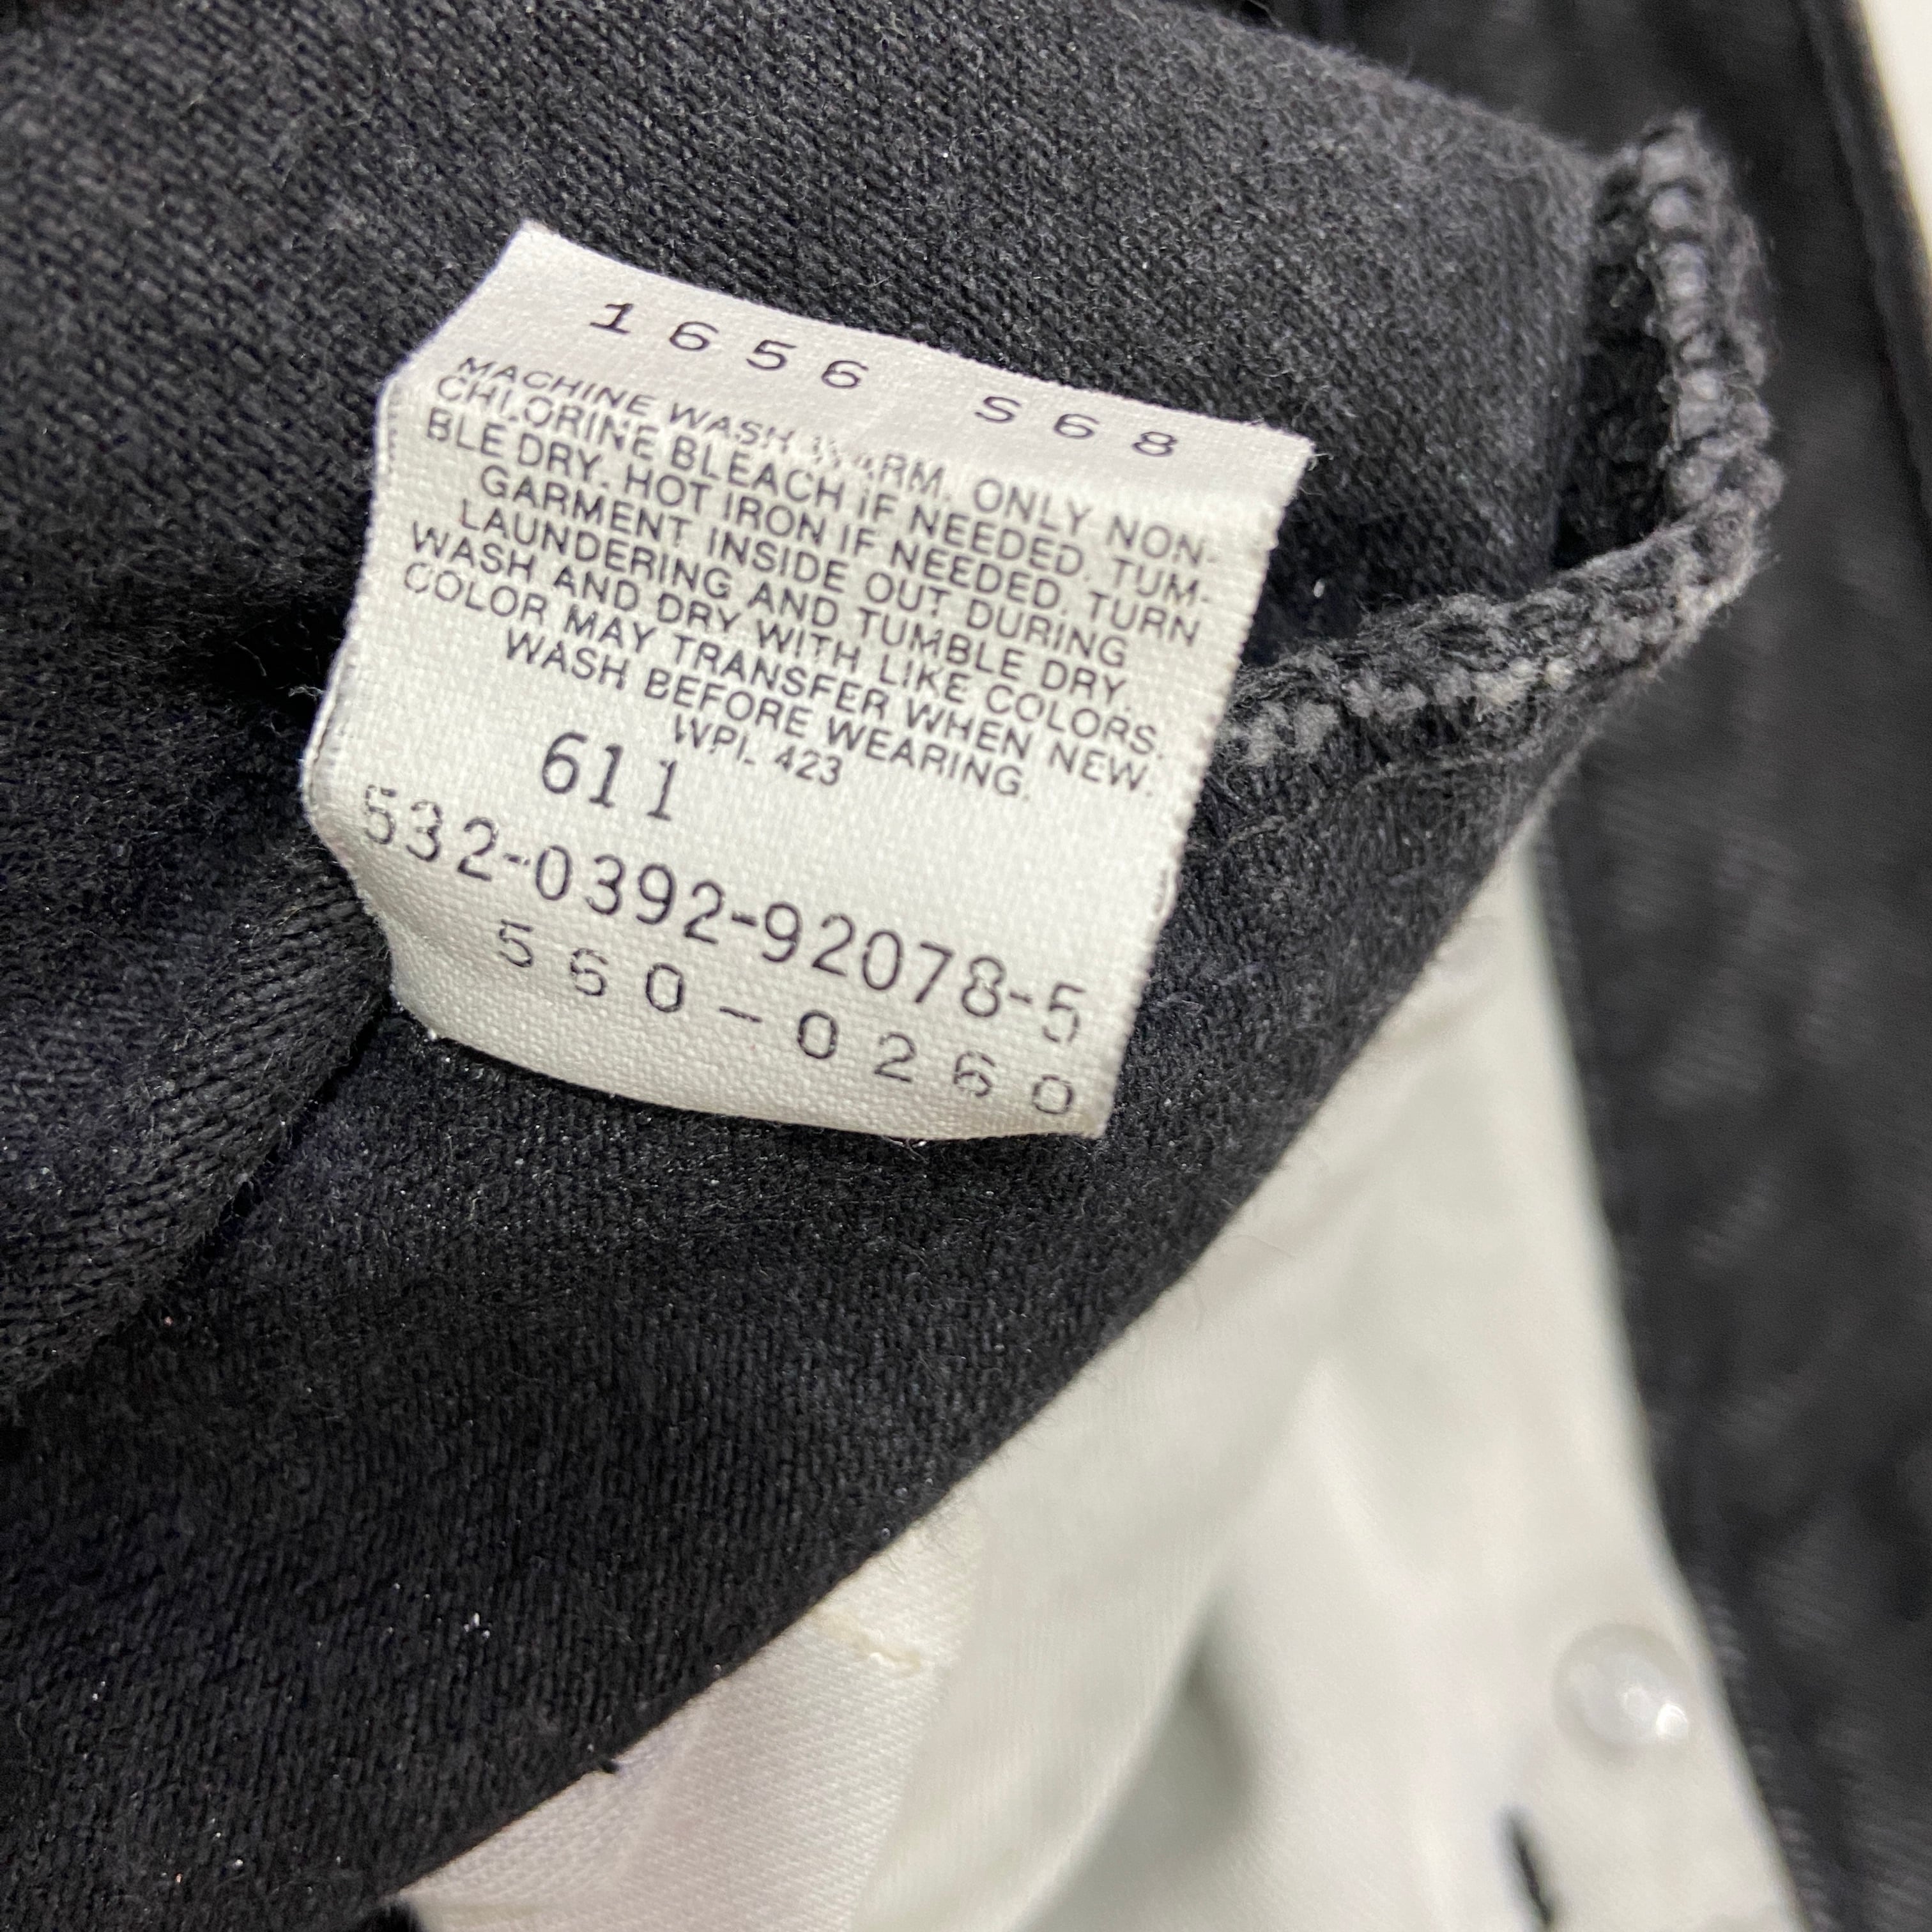 1656 S68
MACHINE WASH WARM. ONLY NON-
CHLORINE BLEACH IF NEEDED. TUM-
BLE DRY. HOT IRON IF NEEDED. TURN
GARMENT INSIDE OUT DURING
LAUNDERING AND TUMBLE DRY.
WASH AND DRY WITH LIKE COLORS.
COLOR MAY TRANSFER WHEN NEW.
WASH BEFORE WEARING.
WPL 423
611
532-0392-92078-5
560-0260